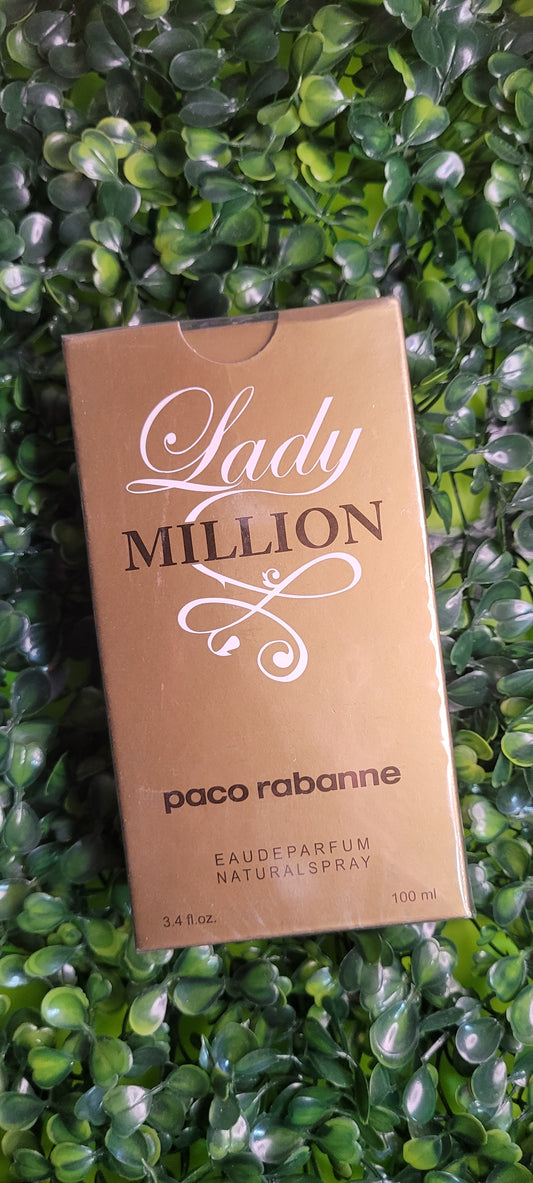 Lady
MILLION
paco rabanne
EAUDEPARFUM
NATURALSPRAY
3.4 fl.oz.
100 ml